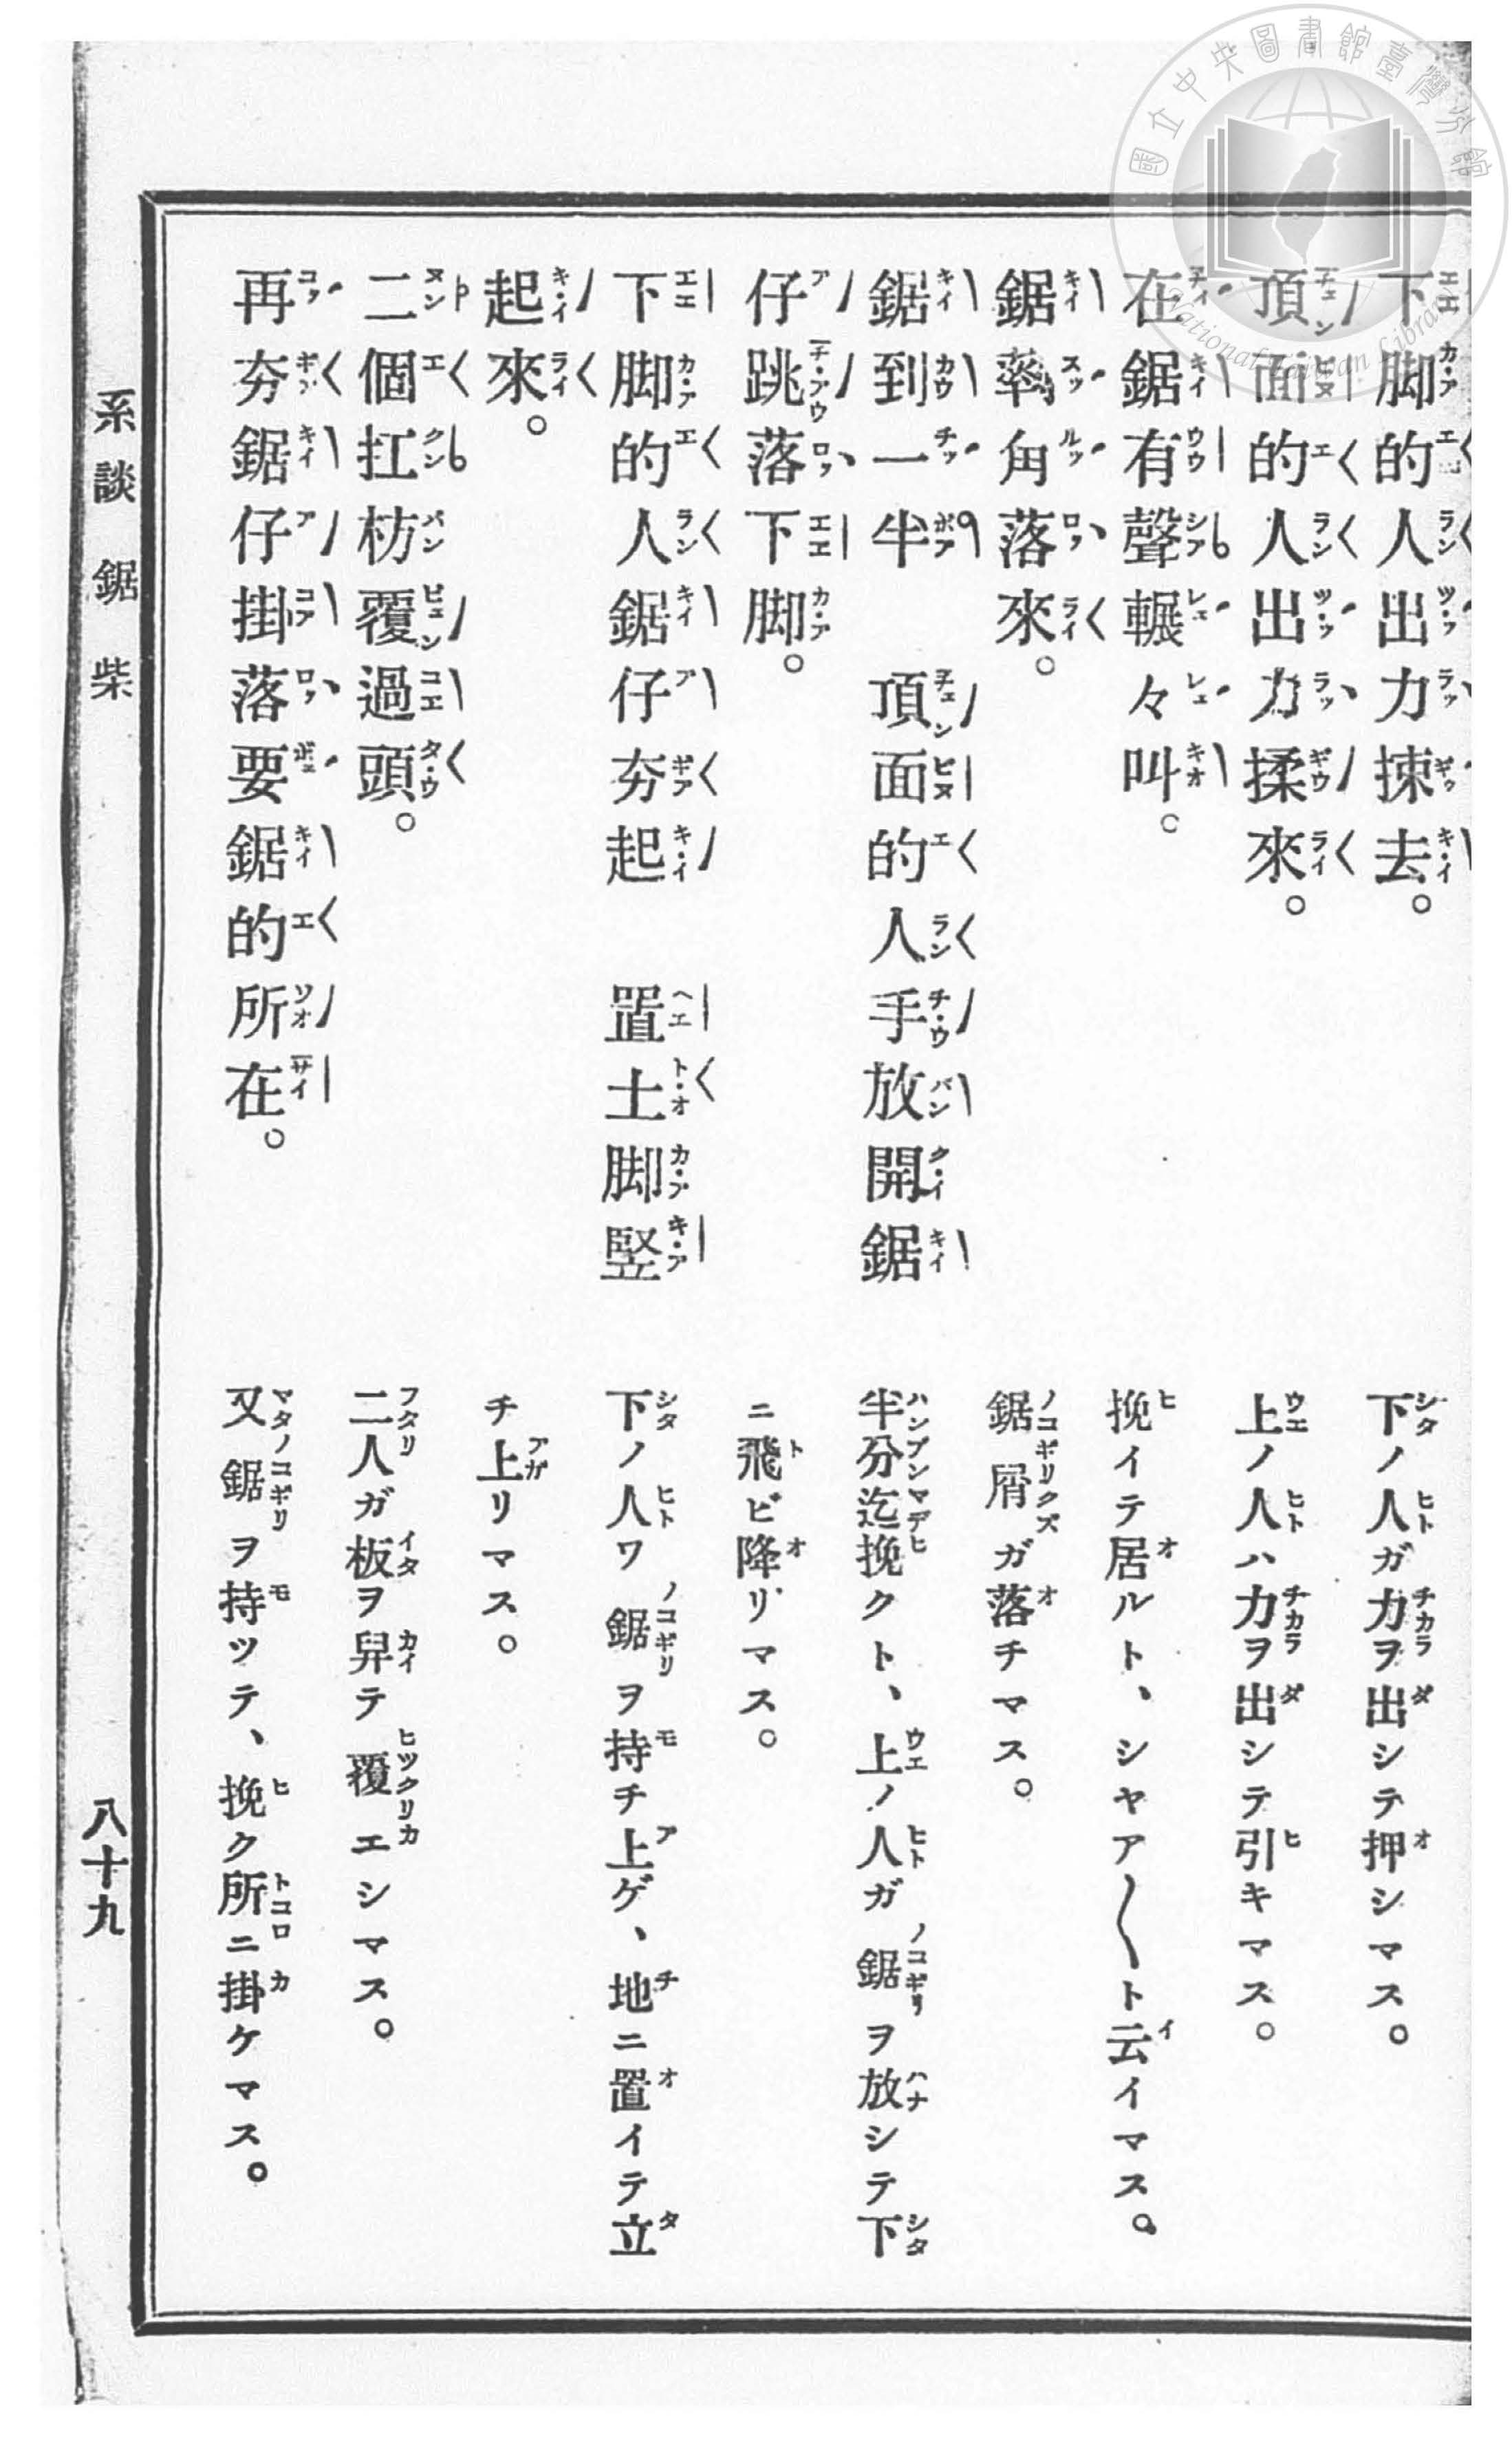 下脚的人出力捒去。
頂面的人出力揉來。
在鋸有聲輾々叫。
鋸𤺪角落來。
鋸到一半　頂面的人手放開鋸
仔跳落下脚。
下脚的人鋸仔夯起　置土脚竪
起來。
二個扛枋覆過頭。
再夯鋸仔掛落要鋸的所在。
下ノ人ガ力ヲ出シテ押シマス。
上ノ人ハ力ヲ出シテ引キマス。
挽イテ居ルト、シヤア〱ト云イマス。
鋸屑ガ落チマス。
半分迄挽クト、上ノ人ガ鋸ヲ放シテ下
ニ飛ビ降リマス。
下ノ人ワ鋸ヲ持チ上ゲ、地ニ置イテ立
チ上リマス。
二人ガ板ヲ舁テ覆エシマス。
又鋸ヲ持ツテ、挽ク所ニ掛ケマス。
系談　鋸柴
八十九
國立中央圖書館臺灣分館
National Taiwan Library